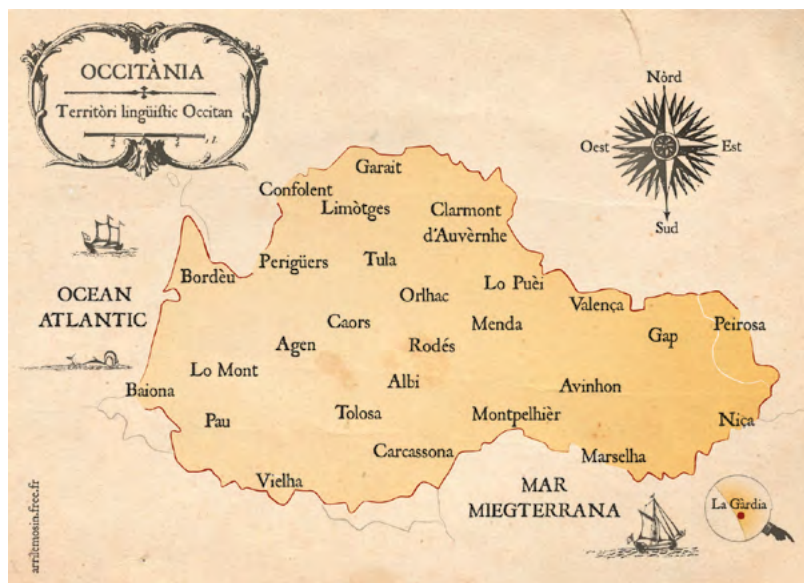 OCCITÀNIA
Territòri lingüistic Occitan
Nòrd
Oest
Est
Sud
Garait
Confolent
Limòtges
Clarmont
d'Auvèrnhe
Perigüers
Tula
Bordèu
Lo Puèi
Orlhac
Valença
OCEAN
ATLANTIC
Caors
Menda
Gap
Peirosa
Agen
Rodés
Lo Mont
Albi
Avinhon
Baiona
Pau
Tolosa
Montpelhièr
Niça
Carcassona
Marselha
Vielha
MAR
MIEGTERRANA
La Gàrdia
arrilemosin.free.fr